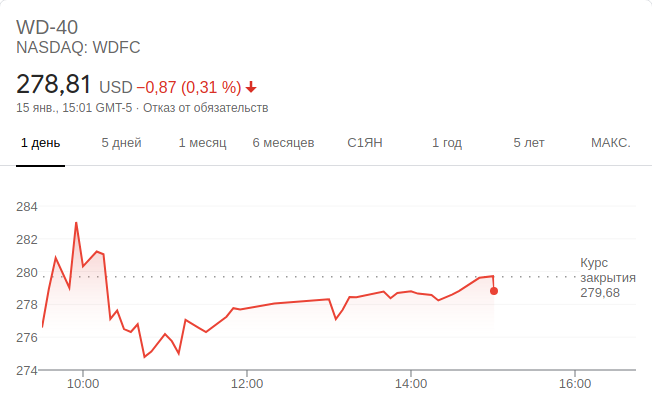 WD-40
NASDAQ: WDFC
278,81 USD −0,87 (0,31 %)
15 янв., 15:01 GMT-5 · Отказ от обязательств
1 день 5 дней 1 месяц 6 месяцев С1ЯН 1 год 5 лет МАКС.
284
282
280
278
276
274
Курс
закрытия
279,68
10:00 12:00 14:00 16:00